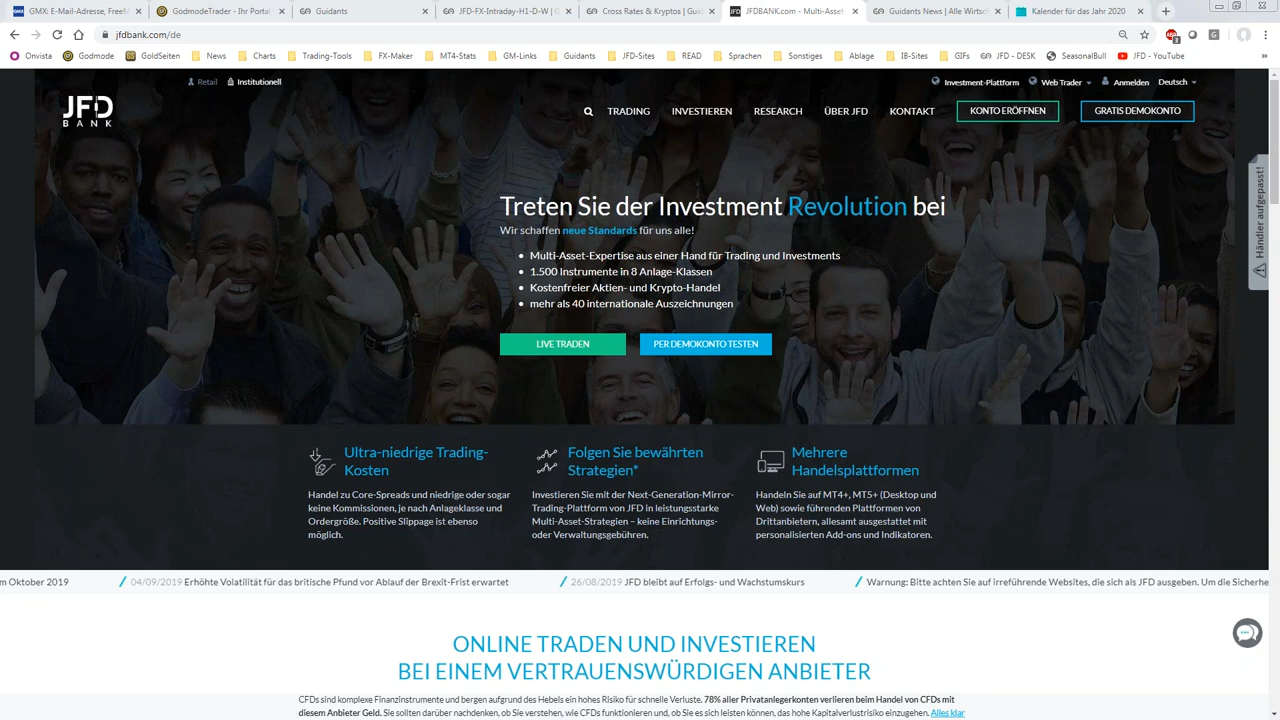 GMX: E-Mail-Adresse, FreeM
GodmodeTrader - Ihr Portal
Guidants
JFD-FX-Intraday-H1-D-W | G
Cross Rates & Kryptos | Guid
JFDBANK.com - Multi-Asset-
Guidants News | Alle Wirtsch
Kalender für das Jahr 2020
jfdbank.com/de
Onvista
Godmode
GoldSeiten
News
Charts
Trading-Tools
FX-Maker
MT4-Stats
GM-Links
Guidants
JFD-Sites
READ
Sprachen
Sonstiges
Ablage
IB-Sites
GIFs
JFD - DESK
SeasonalBull
JFD - YouTube
Retail
Institutionell
Investment-Plattform
Web Trader
Anmelden
Deutsch
JFD
BANK
TRADING
INVESTIEREN
RESEARCH
ÜBER JFD
KONTAKT
KONTO ERÖFFNEN
GRATIS DEMOKONTO
Händler aufgepasst!
Treten Sie der Investment Revolution bei
Wir schaffen neue Standards für uns alle!
• Multi-Asset-Expertise aus einer Hand für Trading und Investments
• 1.500 Instrumente in 8 Anlage-Klassen
• Kostenfreier Aktien- und Krypto-Handel
• mehr als 40 internationale Auszeichnungen
LIVE TRADEN
PER DEMOKONTO TESTEN
Ultra-niedrige Trading-
Kosten
Handel zu Core-Spreads und niedrige oder sogar
keine Kommissionen, je nach Anlageklasse und
Ordergröße. Positive Slippage ist ebenso
möglich.
Folgen Sie bewährten
Strategien*
Investieren Sie mit der Next-Generation-Mirror-
Trading-Plattform von JFD in leistungsstarke
Multi-Asset-Strategien – keine Einrichtungs-
oder Verwaltungsgebühren.
Mehrere
Handelsplattformen
Handeln Sie auf MT4+, MT5+ (Desktop und
Web) sowie führenden Plattformen von
Drittanbietern, allesamt ausgestattet mit
personalisierten Add-ons und Indikatoren.
m Oktober 2019
04/09/2019 Erhöhte Volatilität für das britische Pfund vor Ablauf der Brexit-Frist erwartet
26/08/2019 JFD bleibt auf Erfolgs- und Wachstumskurs
Warnung: Bitte achten Sie auf irreführende Websites, die sich als JFD ausgeben. Um die Sicherhe
ONLINE TRADEN UND INVESTIEREN
BEI EINEM VERTRAUENSWÜRDIGEN ANBIETER
CFDs sind komplexe Finanzinstrumente und bergen aufgrund des Hebels ein hohes Risiko für schnelle Verluste. 78% aller Privatanlegerkonten verlieren beim Handel von CFDs mit
diesem Anbieter Geld. Sie sollten darüber nachdenken, ob Sie verstehen, wie CFDs funktionieren und, ob Sie es sich leisten können, das hohe Kapitalverlustrisiko einzugehen. Alles klar